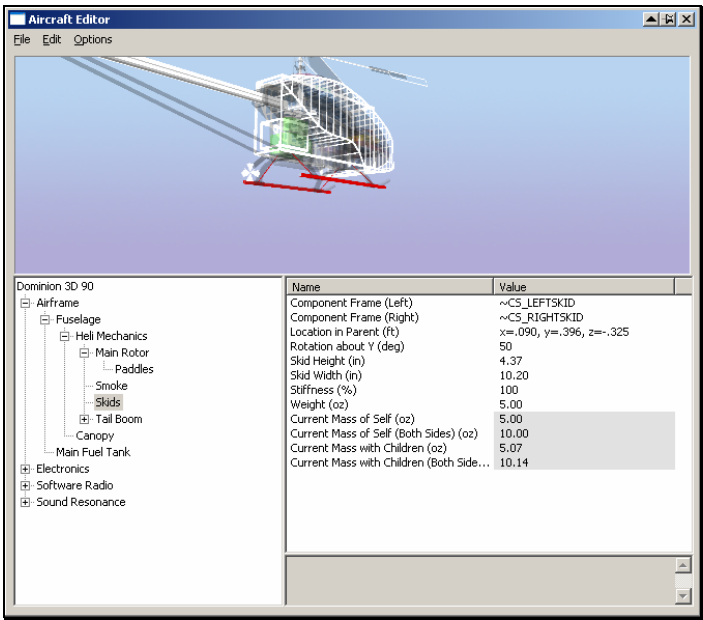 Aircraft Editor
File Edit Options
Dominion 3D 90
Airframe
Fuselage
Heli Mechanics
Main Rotor
Paddles
Smoke
Skids
Tail Boom
Canopy
Main Fuel Tank
Electronics
Software Radio
Sound Resonance
Name Value
Component Frame (Left) ~CS_LEFTSKID
Component Frame (Right) ~CS_RIGHTSKID
Location in Parent (ft) x=.090, y=.396, z=-.325
Rotation about Y (deg) 50
Skid Height (in) 4.37
Skid Width (in) 10.20
Stiffness (%) 100
Weight (oz) 5.00
Current Mass of Self (oz) 5.00
Current Mass of Self (Both Sides) (oz) 10.00
Current Mass with Children (oz) 5.07
Current Mass with Children (Both Side... 10.14